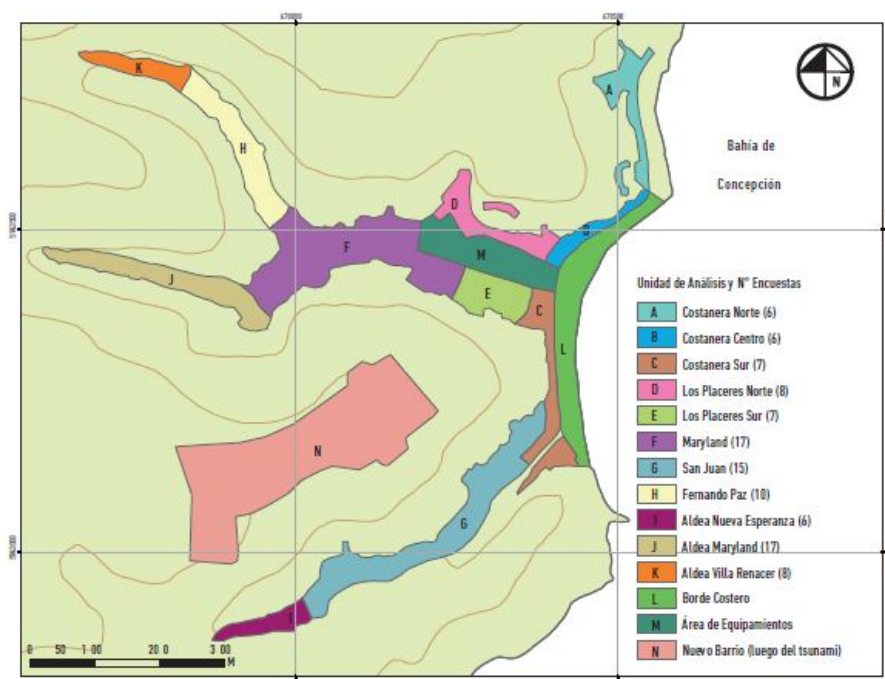 670000
670500
N
Bahía de
Concepción
K
A
H
D
B
F
M
E
C
J
L
N
G
I
Unidad de Análisis y N° Encuestas
A Costanera Norte (6)
B Costanera Centro (6)
C Costanera Sur (7)
D Los Placeres Norte (8)
E Los Placeres Sur (7)
F Maryland (17)
G San Juan (15)
H Fernando Paz (10)
I Aldea Nueva Esperanza (6)
J Aldea Maryland (17)
K Aldea Villa Renacer (8)
L Borde Costero
M Área de Equipamientos
N Nuevo Barrio (luego del tsunami)
0 50 1 00 20 0 3 00
M